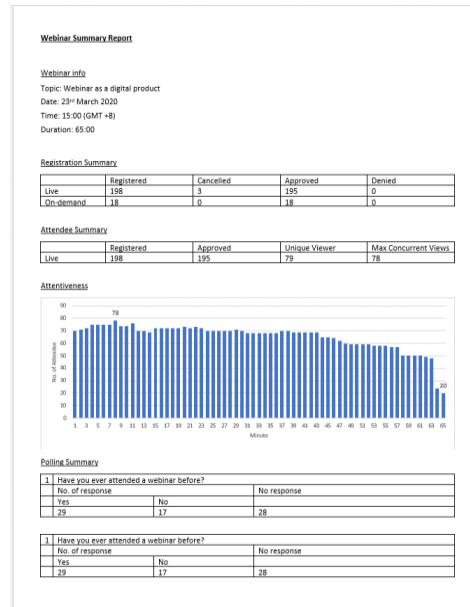 Webinar Summary Report
Webinar info
Topic: Webinar as a digital product
Date: 23rd March 2020
Time: 15:00 (GMT +8)
Duration: 65:00
Registration Summary
Registered Cancelled Approved Denied
Live 198 3 195 0
On-demand 18 0 18 0
Attendee Summary
Registered Approved Unique Viewer Max Concurrent Views
Live 198 195 79 78
Attentiveness
No. of Attendee
90
80
70
60
50
40
30
20
10
0
78
20
1 3 5 7 9 11 13 15 17 19 21 23 25 27 29 31 33 35 37 39 41 43 45 47 49 51 53 55 57 59 61 63 65
Minute
Polling Summary
1 Have you ever attended a webinar before?
No. of response No response
Yes No
29 17 28
1 Have you ever attended a webinar before?
No. of response No response
Yes No
29 17 28